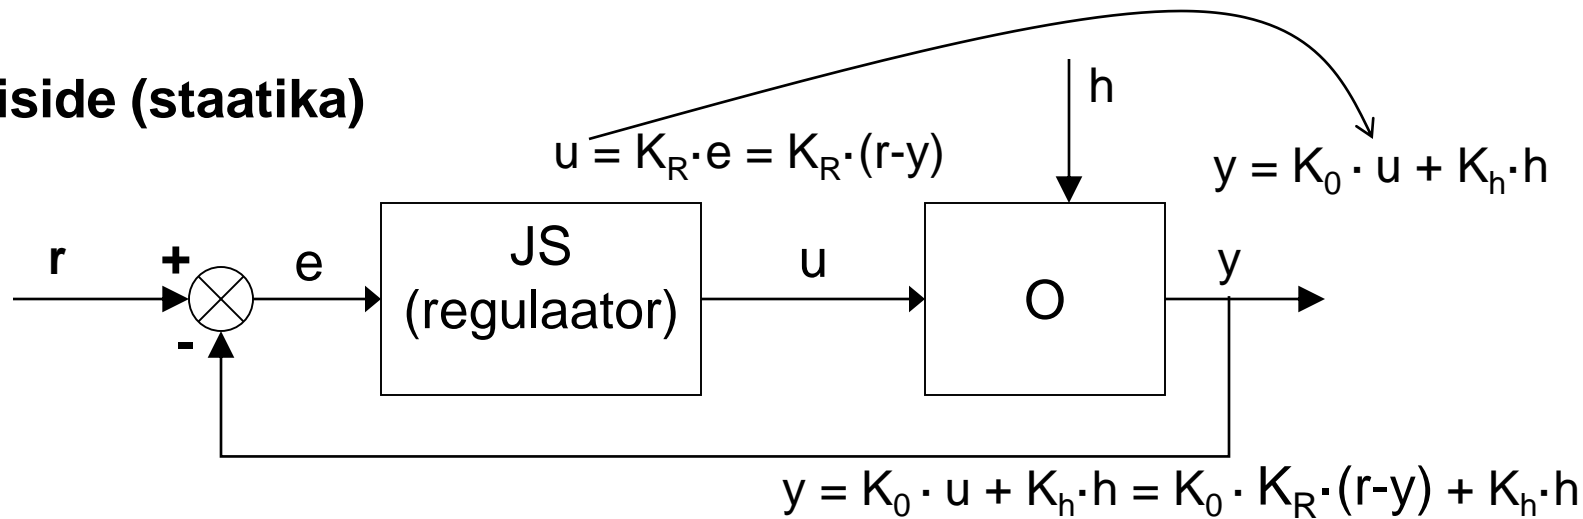 iside (staatika)
h
u = K_R·e = K_R·(r-y)
y = K_0 · u + K_h·h
r + e JS u O y
(regulaator)
-
y = K_0 · u + K_h·h = K_0 · K_R·(r-y) + K_h·h